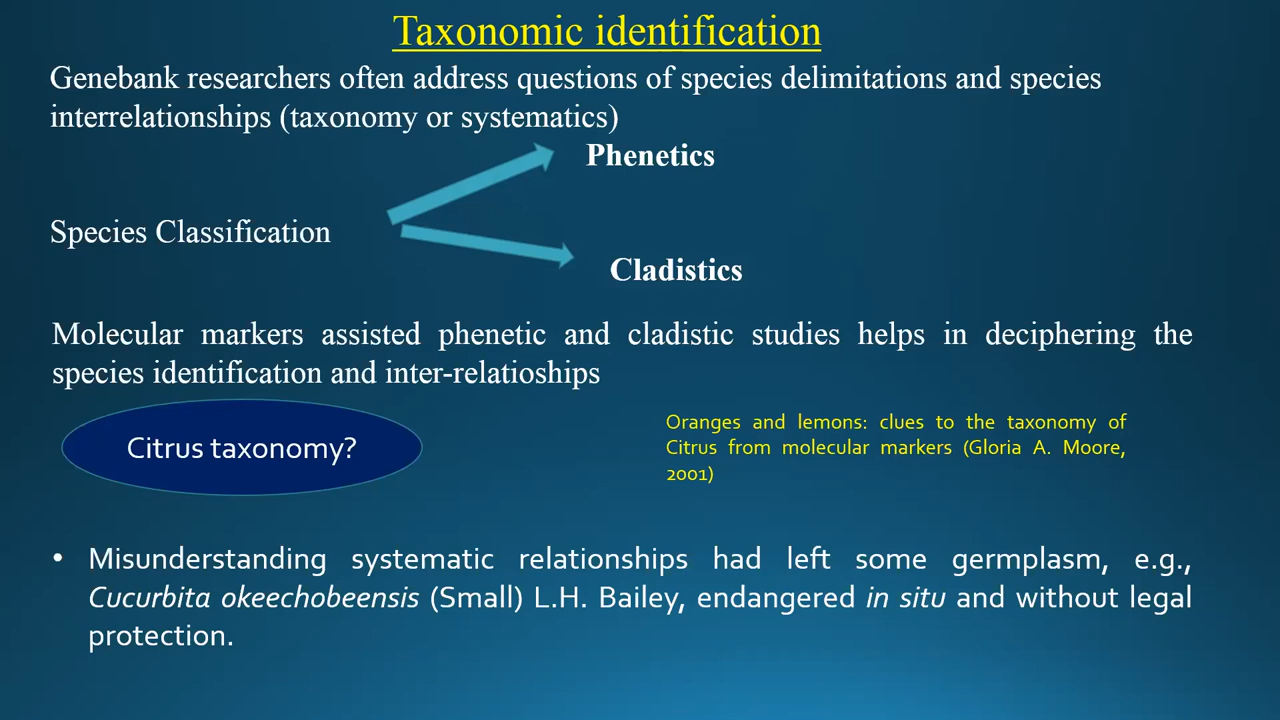 Taxonomic identification
Genebank researchers often address questions of species delimitations and species
interrelationships (taxonomy or systematics)
Phenetics
Species Classification
Cladistics
Molecular markers assisted phenetic and cladistic studies helps in deciphering the
species identification and inter-relatioships
Citrus taxonomy?
Oranges and lemons: clues to the taxonomy of
Citrus from molecular markers (Gloria A. Moore,
2001)
• Misunderstanding systematic relationships had left some germplasm, e.g.,
Cucurbita okeechobeensis (Small) L.H. Bailey, endangered in situ and without legal
protection.